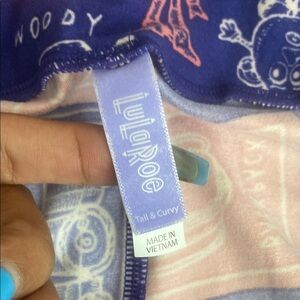 WOODY
LuLaRoe
Tall & Curvy
MADE IN
VIETNAM